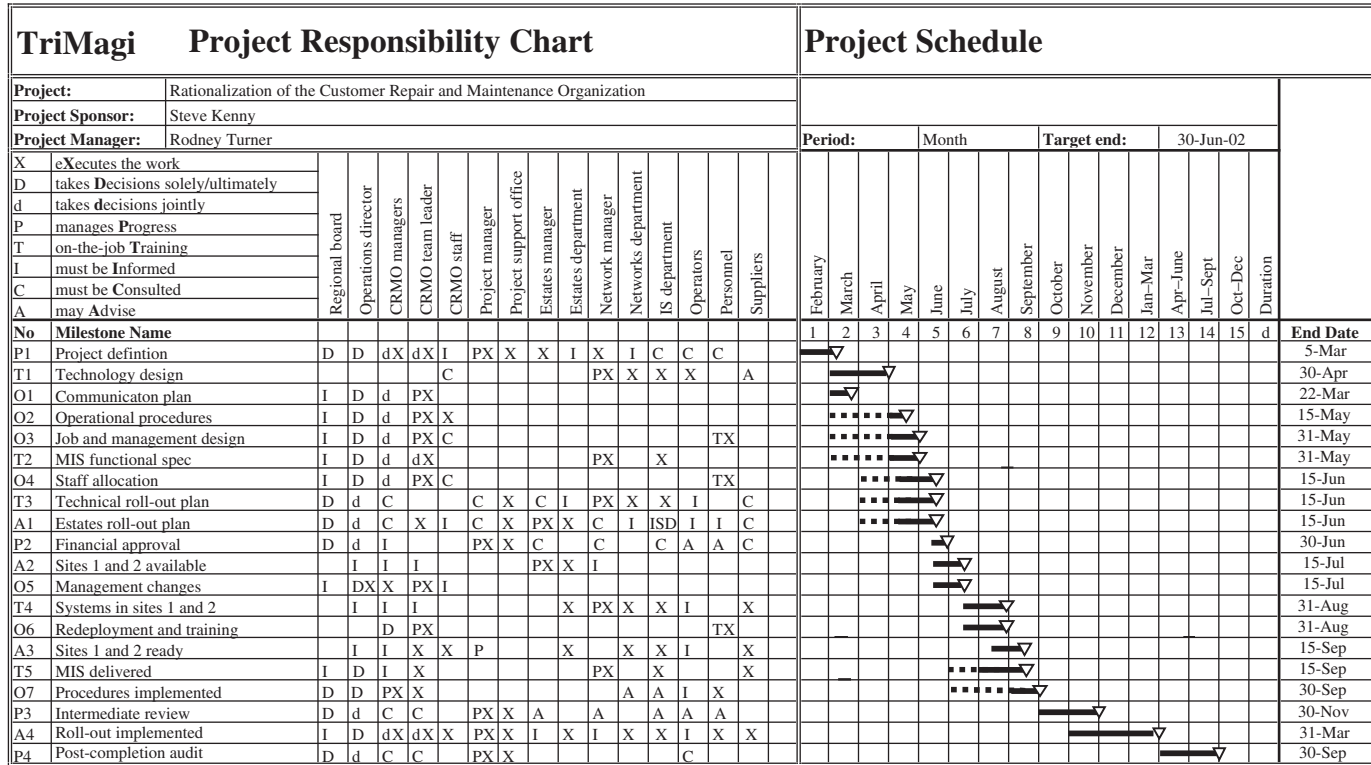 TriMagi Project Responsibility Chart Project Schedule
Project: Rationalization of the Customer Repair and Maintenance Organization
Project Sponsor: Steve Kenny
Project Manager: Rodney Turner Period: Month Target end: 30-Jun-02
X eXecutes the work
D takes Decisions solely/ultimately
d takes decisions jointly
P manages Progress
T on-the-job Training
I must be Informed
C must be Consulted
A may Advise
Regional board
Operations director
CRMO managers
CRMO team leader
CRMO staff
Project manager
Project support office
Estates manager
Estates department
Network manager
Networks department
IS department
Operators
Personnel
Suppliers
February
March
April
May
June
July
August
September
October
November
December
Jan–Mar
Apr–June
Jul–Sept
Oct–Dec
Duration
No Milestone Name 1 2 3 4 5 6 7 8 9 10 11 12 13 14 15 d End Date
P1 Project defintion D D dX dX I PX X X I X I C C C 5-Mar
T1 Technology design C PX X X X A 30-Apr
O1 Communicaton plan I D d PX 22-Mar
O2 Operational procedures I D d PX X 15-May
O3 Job and management design I D d PX C TX 31-May
T2 MIS functional spec I D d dX PX X 31-May
O4 Staff allocation I D d PX C TX 15-Jun
T3 Technical roll-out plan D d C C X C I PX X X I C 15-Jun
A1 Estates roll-out plan D d C X I C X PX X C I ISD I I C 15-Jun
P2 Financial approval D d I PX X C C C A A C 30-Jun
A2 Sites 1 and 2 available I I I PX X I 15-Jul
O5 Management changes I DX X PX I 15-Jul
T4 Systems in sites 1 and 2 I I I X PX X X I X 31-Aug
O6 Redeployment and training D PX TX 31-Aug
A3 Sites 1 and 2 ready I I X X P X X X I X 15-Sep
T5 MIS delivered I D I X PX X X 15-Sep
O7 Procedures implemented D D PX X A A I X 30-Sep
P3 Intermediate review D d C C PX X A A A A A 30-Nov
A4 Roll-out implemented I D dX dX X PX X I X I X X I X X 31-Mar
P4 Post-completion audit D d C C PX X C 30-Sep